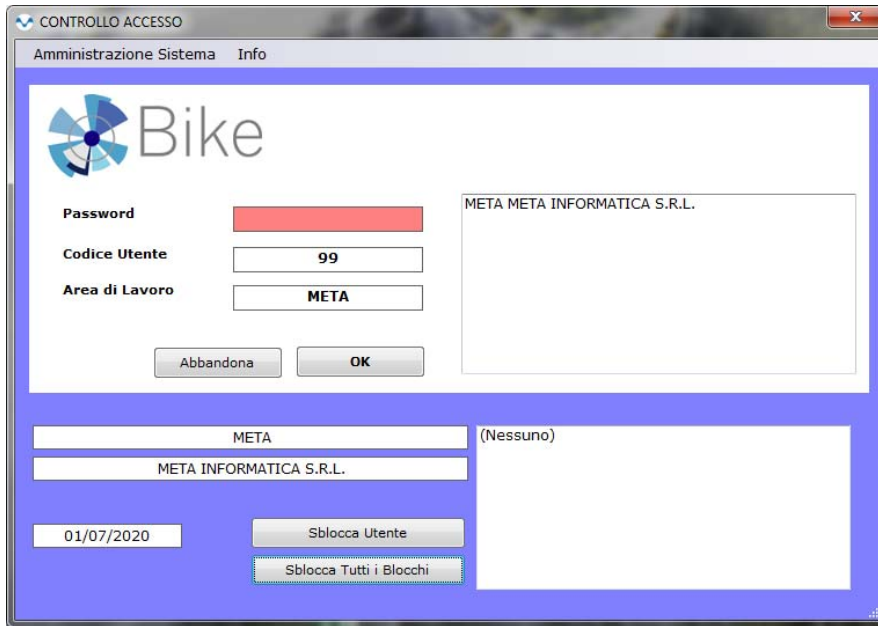 CONTROLLO ACCESSO
Amministrazione Sistema Info
Bike
Password
META META INFORMATICA S.R.L.
Codice Utente 99
Area di Lavoro META
Abbandona OK
META
(Nessuno)
META INFORMATICA S.R.L.
01/07/2020 Sblocca Utente
Sblocca Tutti i Blocchi